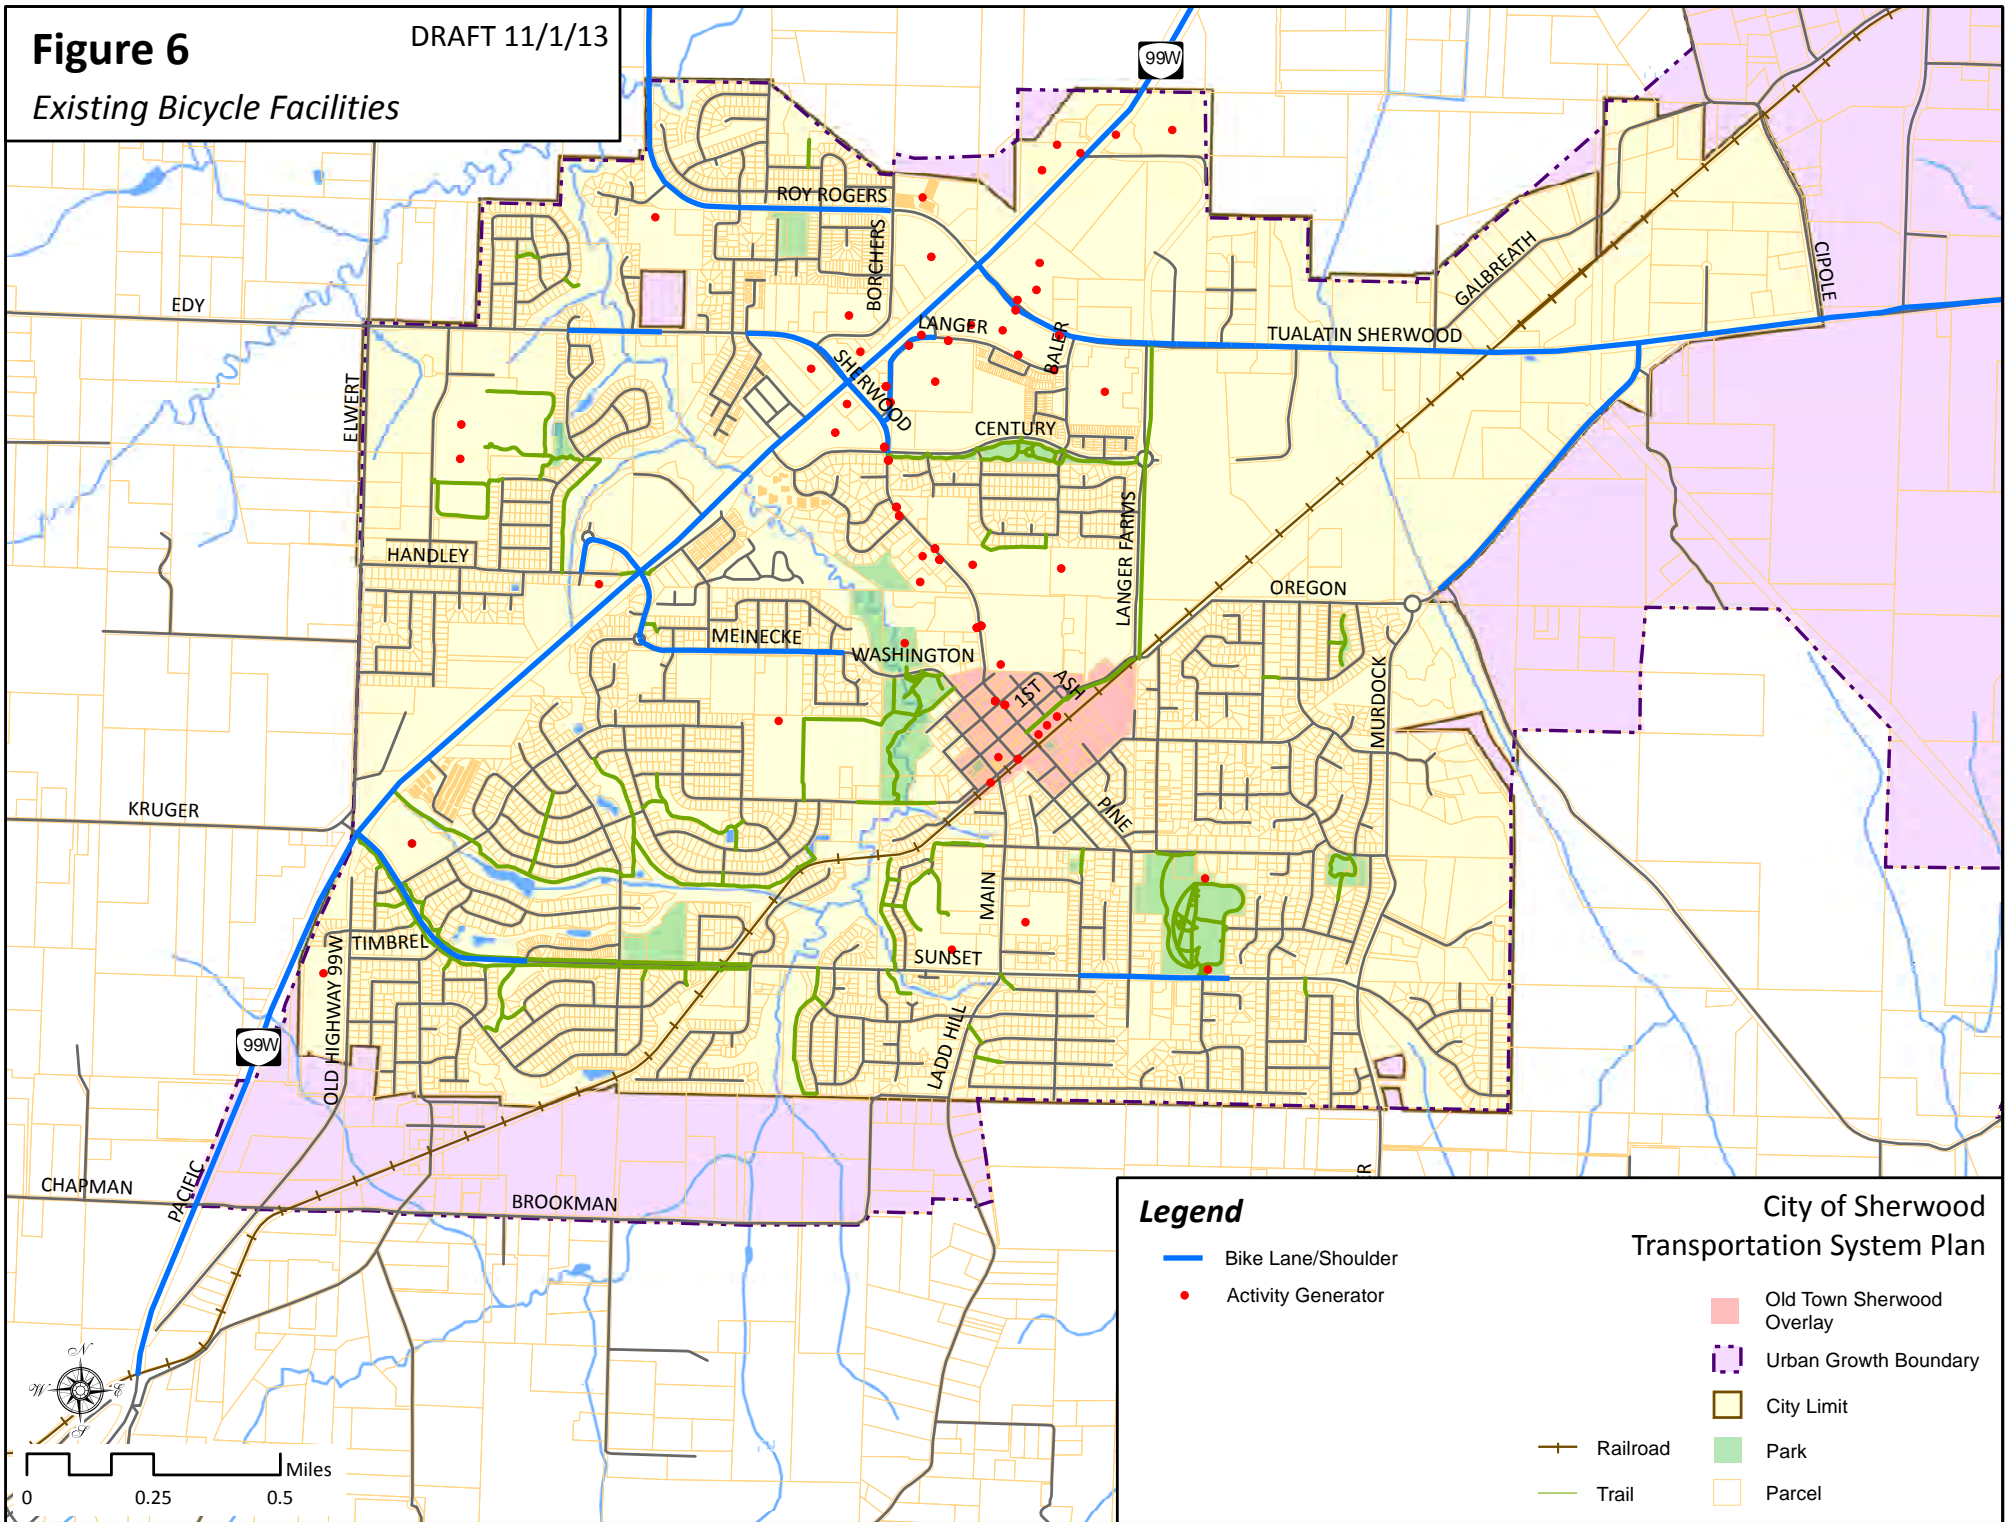 Figure 6
DRAFT 11/1/13
Existing Bicycle Facilities
99W
ROY ROGERS
BORCHERS
EDY
LANGER
BALER
TUALATIN SHERWOOD
GALBREATH
CIPOLE
SHERWOOD
ELWERT
CENTURY
LANGER FARMS
HANDLEY
OREGON
MEINECKE
WASHINGTON
1ST
ASH
MURDOCK
KRUGER
PINE
MAIN
TIMBREL
OLD HIGHWAY 99W
SUNSET
99W
LADD HILL
CHAPMAN
PACIFIC
BROOKMAN
ER
Legend
Bike Lane/Shoulder
Activity Generator
City of Sherwood
Transportation System Plan
Old Town Sherwood
Overlay
Urban Growth Boundary
City Limit
Railroad
Park
Trail
Parcel
N
W
E
S
Miles
0
0.25
0.5